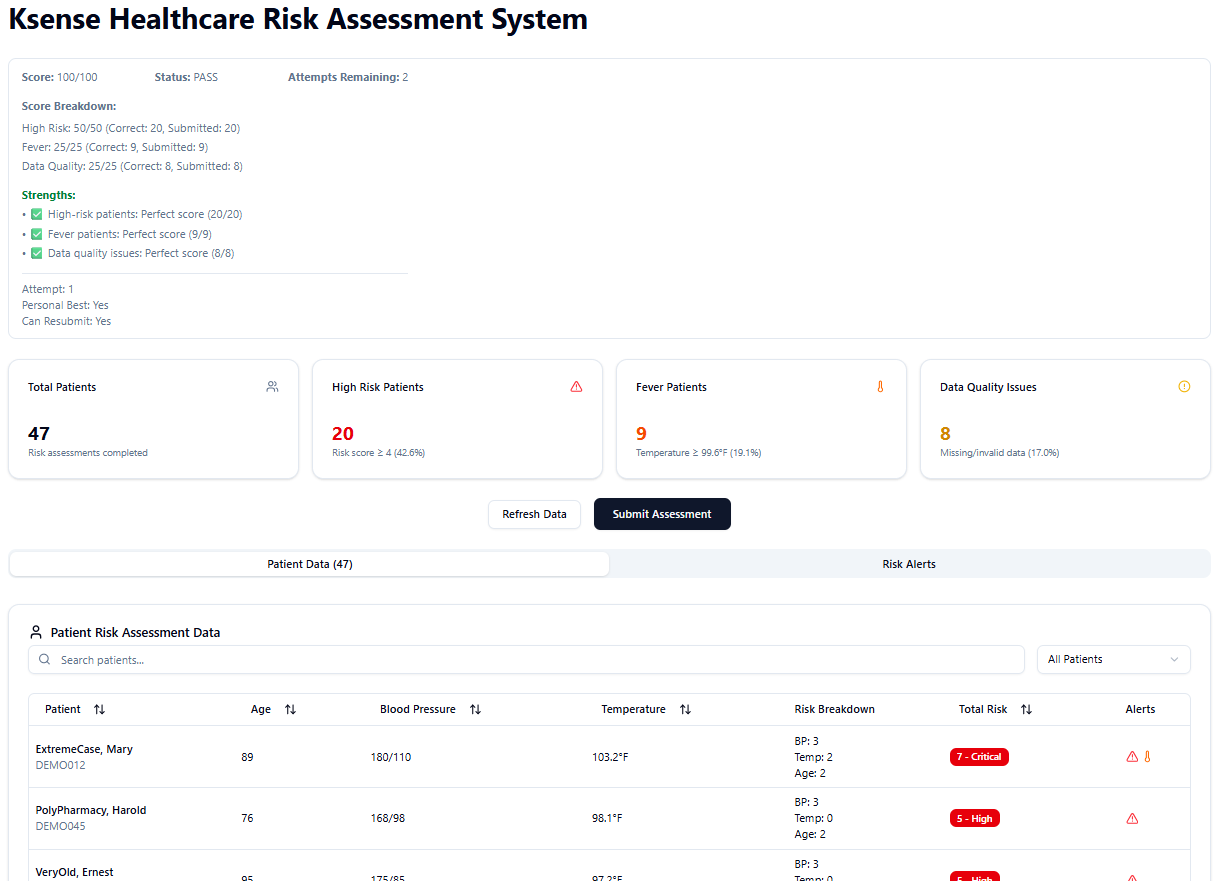 Ksense Healthcare Risk Assessment System
Score: 100/100 Status: PASS Attempts Remaining: 2
Score Breakdown:
High Risk: 50/50 (Correct: 20, Submitted: 20)
Fever: 25/25 (Correct: 9, Submitted: 9)
Data Quality: 25/25 (Correct: 8, Submitted: 8)
Strengths:
• ✅ High-risk patients: Perfect score (20/20)
• ✅ Fever patients: Perfect score (9/9)
• ✅ Data quality issues: Perfect score (8/8)
Attempt: 1
Personal Best: Yes
Can Resubmit: Yes
Total Patients
47
Risk assessments completed
High Risk Patients
20
Risk score ≥ 4 (42.6%)
Fever Patients
9
Temperature ≥ 99.6°F (19.1%)
Data Quality Issues
8
Missing/invalid data (17.0%)
Refresh Data Submit Assessment
Patient Data (47) Risk Alerts
Patient Risk Assessment Data
Search patients... All Patients
Patient Age Blood Pressure Temperature Risk Breakdown Total Risk Alerts
ExtremeCase, Mary
DEMO012
89
180/110
103.2°F
BP: 3
Temp: 2
Age: 2
7 - Critical
PolyPharmacy, Harold
DEMO045
76
168/98
98.1°F
BP: 3
Temp: 0
Age: 2
5 - High
VeryOld, Ernest
95
175/85
97.2°F
BP: 3
Temp: 0
5 - High